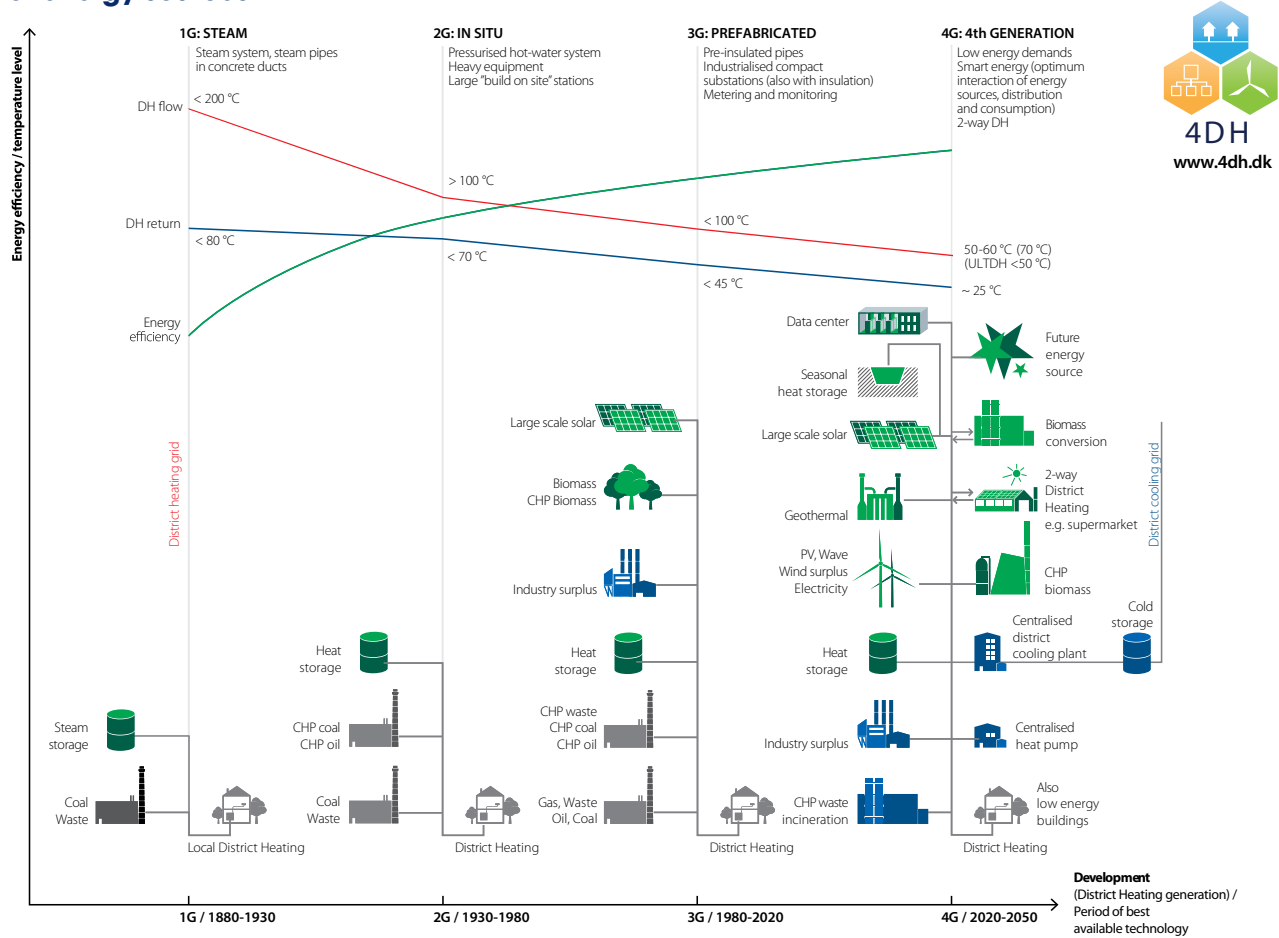 1G: STEAM
Steam system, steam pipes
in concrete ducts
2G: IN SITU
Pressurised hot-water system
Heavy equipment
Large "build on site" stations
3G: PREFABRICATED
Pre-insulated pipes
Industrialised compact
substations (also with insulation)
Metering and monitoring
4G: 4th GENERATION
Low energy demands
Smart energy (optimum
interaction of energy
sources, distribution
and consumption)
2-way DH
4DH
www.4dh.dk
Energy efficiency / temperature level
DH flow
< 200 °C
> 100 °C
< 100 °C
50-60 °C (70 °C)
(ULTDH <50 °C)
DH return
< 80 °C
< 70 °C
< 45 °C
~ 25 °C
Energy
efficiency
District heating grid
Steam
storage
Coal
Waste
Local District Heating
Heat
storage
CHP coal
CHP oil
Coal
Waste
District Heating
Large scale solar
Biomass
CHP Biomass
Industry surplus
Heat
storage
CHP waste
CHP coal
CHP oil
Gas, Waste
Oil, Coal
District Heating
Data center
Seasonal
heat storage
Large scale solar
Geothermal
PV, Wave
Wind surplus
Electricity
Heat
storage
Industry surplus
CHP waste
incineration
Future
energy
source
Biomass
conversion
2-way
District
Heating
e.g. supermarket
CHP
biomass
Centralised
district
cooling plant
Cold
storage
District cooling grid
Centralised
heat pump
Also
low energy
buildings
District Heating
1G / 1880-1930
2G / 1930-1980
3G / 1980-2020
4G / 2020-2050
Development
(District Heating generation) /
Period of best
available technology